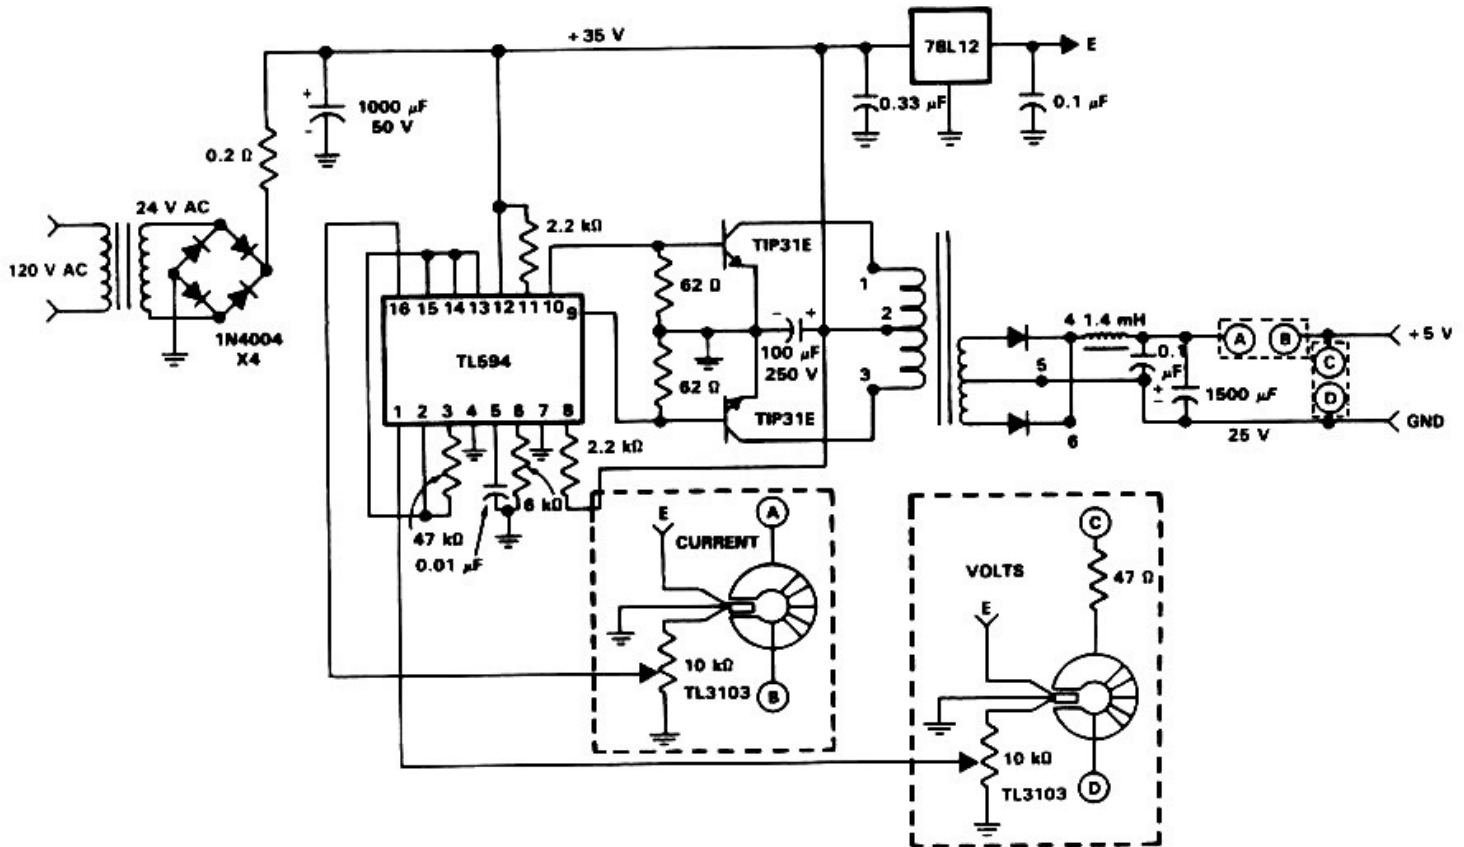 +35 V
78L12
E
1000 μF
50 V
+
-
0.33 μF
0.1 μF
0.2 Ω
24 V AC
120 V AC
1N4004
X4
2.2 kΩ
TIP31E
62 Ω
16 15 14 13 12 11 10 9
TL594
1 2 3 4 5 6 7 8
- +
100 μF
250 V
62 Ω
TIP31E
1
2
3
4 1.4 mH
5
6
0.1
μF
+
-
1500 μF
25 V
A B
C
D
+5 V
GND
2.2 kΩ
6 kΩ
47 kΩ
0.01 μF
E
CURRENT
A
10 kΩ
TL3103
B
VOLTS
E
C
47 Ω
10 kΩ
TL3103
D